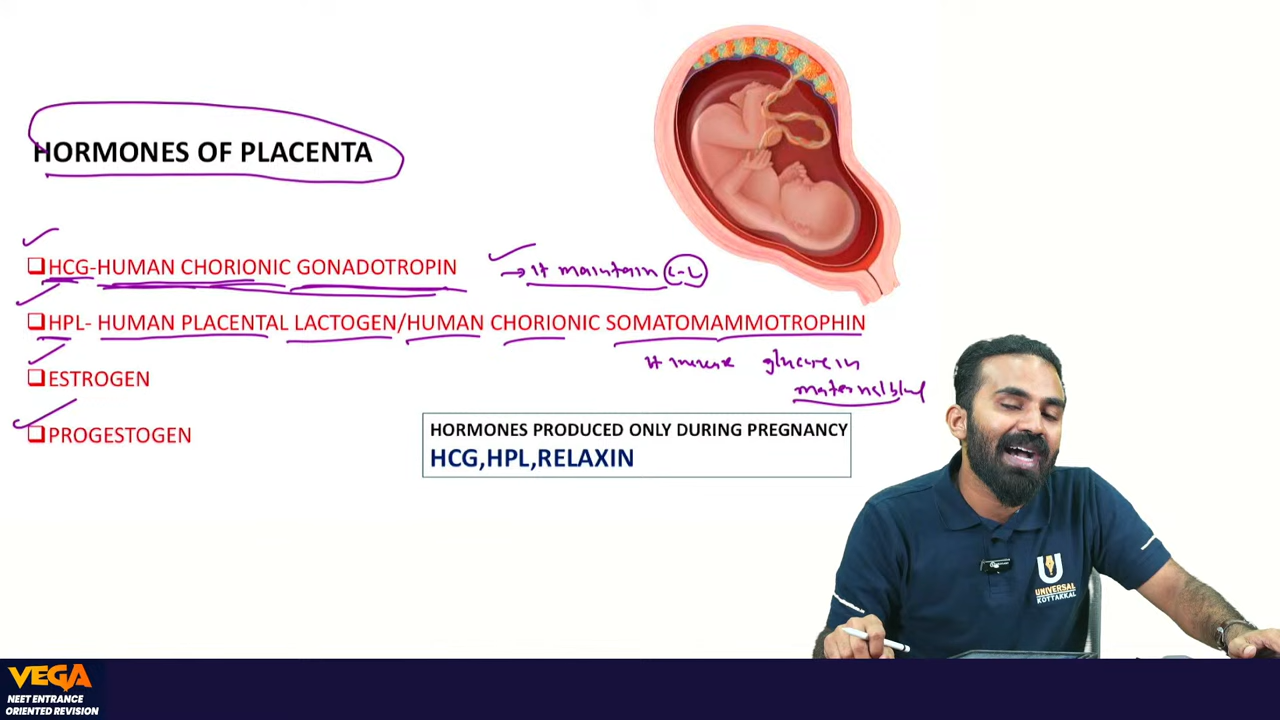 HORMONES OF PLACENTA
❑HCG-HUMAN CHORIONIC GONADOTROPIN
→ It maintain C-L
❑HPL- HUMAN PLACENTAL LACTOGEN/HUMAN CHORIONIC SOMATOMAMMOTROPHIN
It increase glucose in
maternal blood
❑ESTROGEN
❑PROGESTOGEN
HORMONES PRODUCED ONLY DURING PREGNANCY
HCG,HPL,RELAXIN
U
UNIVERSAL
KOTTAKKAL
VEGA
NEET ENTRANCE
ORIENTED REVISION